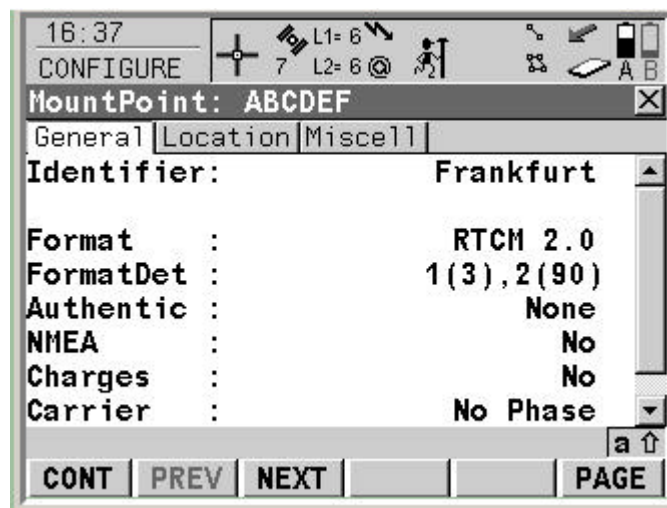 16:37
CONFIGURE
7
L1= 6
L2= 6 @
A B
MountPoint: ABCDEF
General Location Miscell
Identifier: Frankfurt
Format : RTCM 2.0
FormatDet : 1(3),2(90)
Authentic : None
NMEA : No
Charges : No
Carrier : No Phase
a
CONT PREV NEXT PAGE